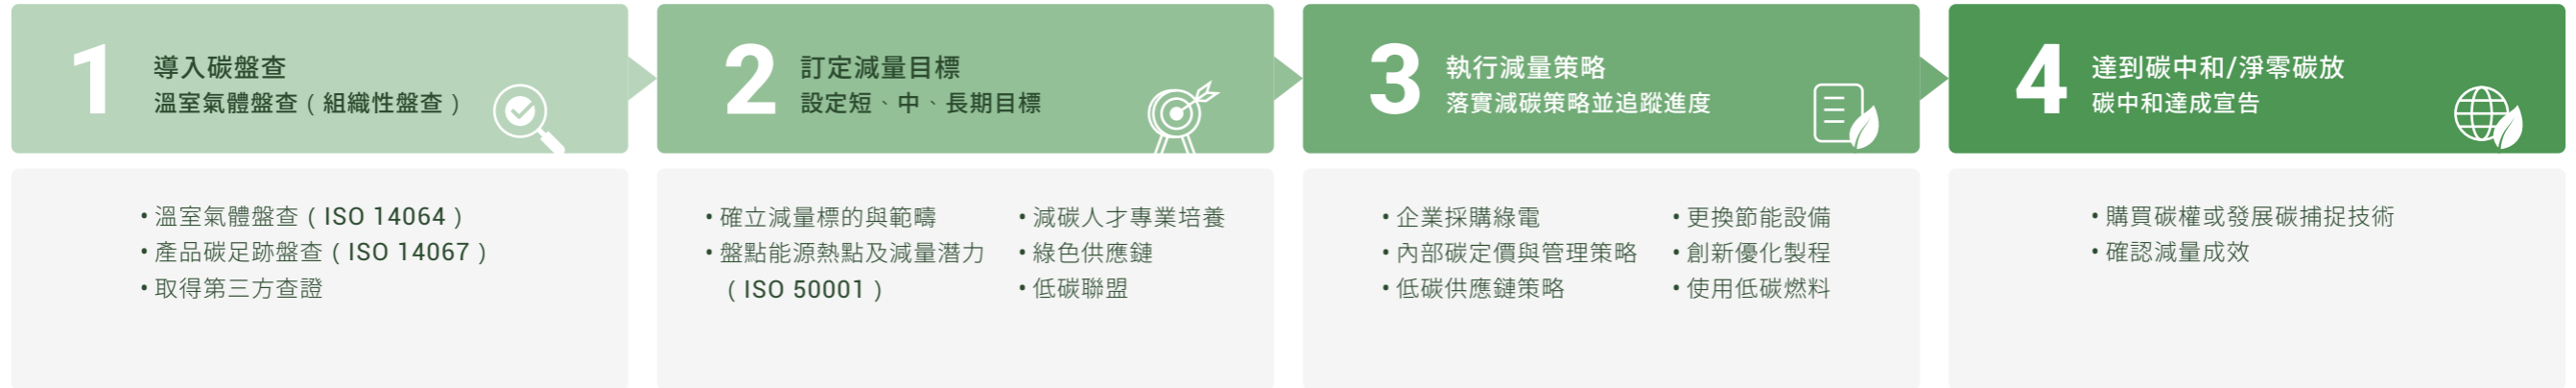 1
導入碳盤查
溫室氣體盤查（組織性盤查）
• 溫室氣體盤查（ISO 14064）
• 產品碳足跡盤查（ISO 14067）
• 取得第三方查證
2
訂定減量目標
設定短、中、長期目標
• 確立減量標的與範疇
• 盤點能源熱點及減量潛力
（ISO 50001）
• 減碳人才專業培養
• 綠色供應鏈
• 低碳聯盟
3
執行減量策略
落實減碳策略並追蹤進度
• 企業採購綠電
• 內部碳定價與管理策略
• 低碳供應鏈策略
• 更換節能設備
• 創新優化製程
• 使用低碳燃料
4
達到碳中和/淨零碳放
碳中和達成宣告
• 購買碳權或發展碳捕捉技術
• 確認減量成效